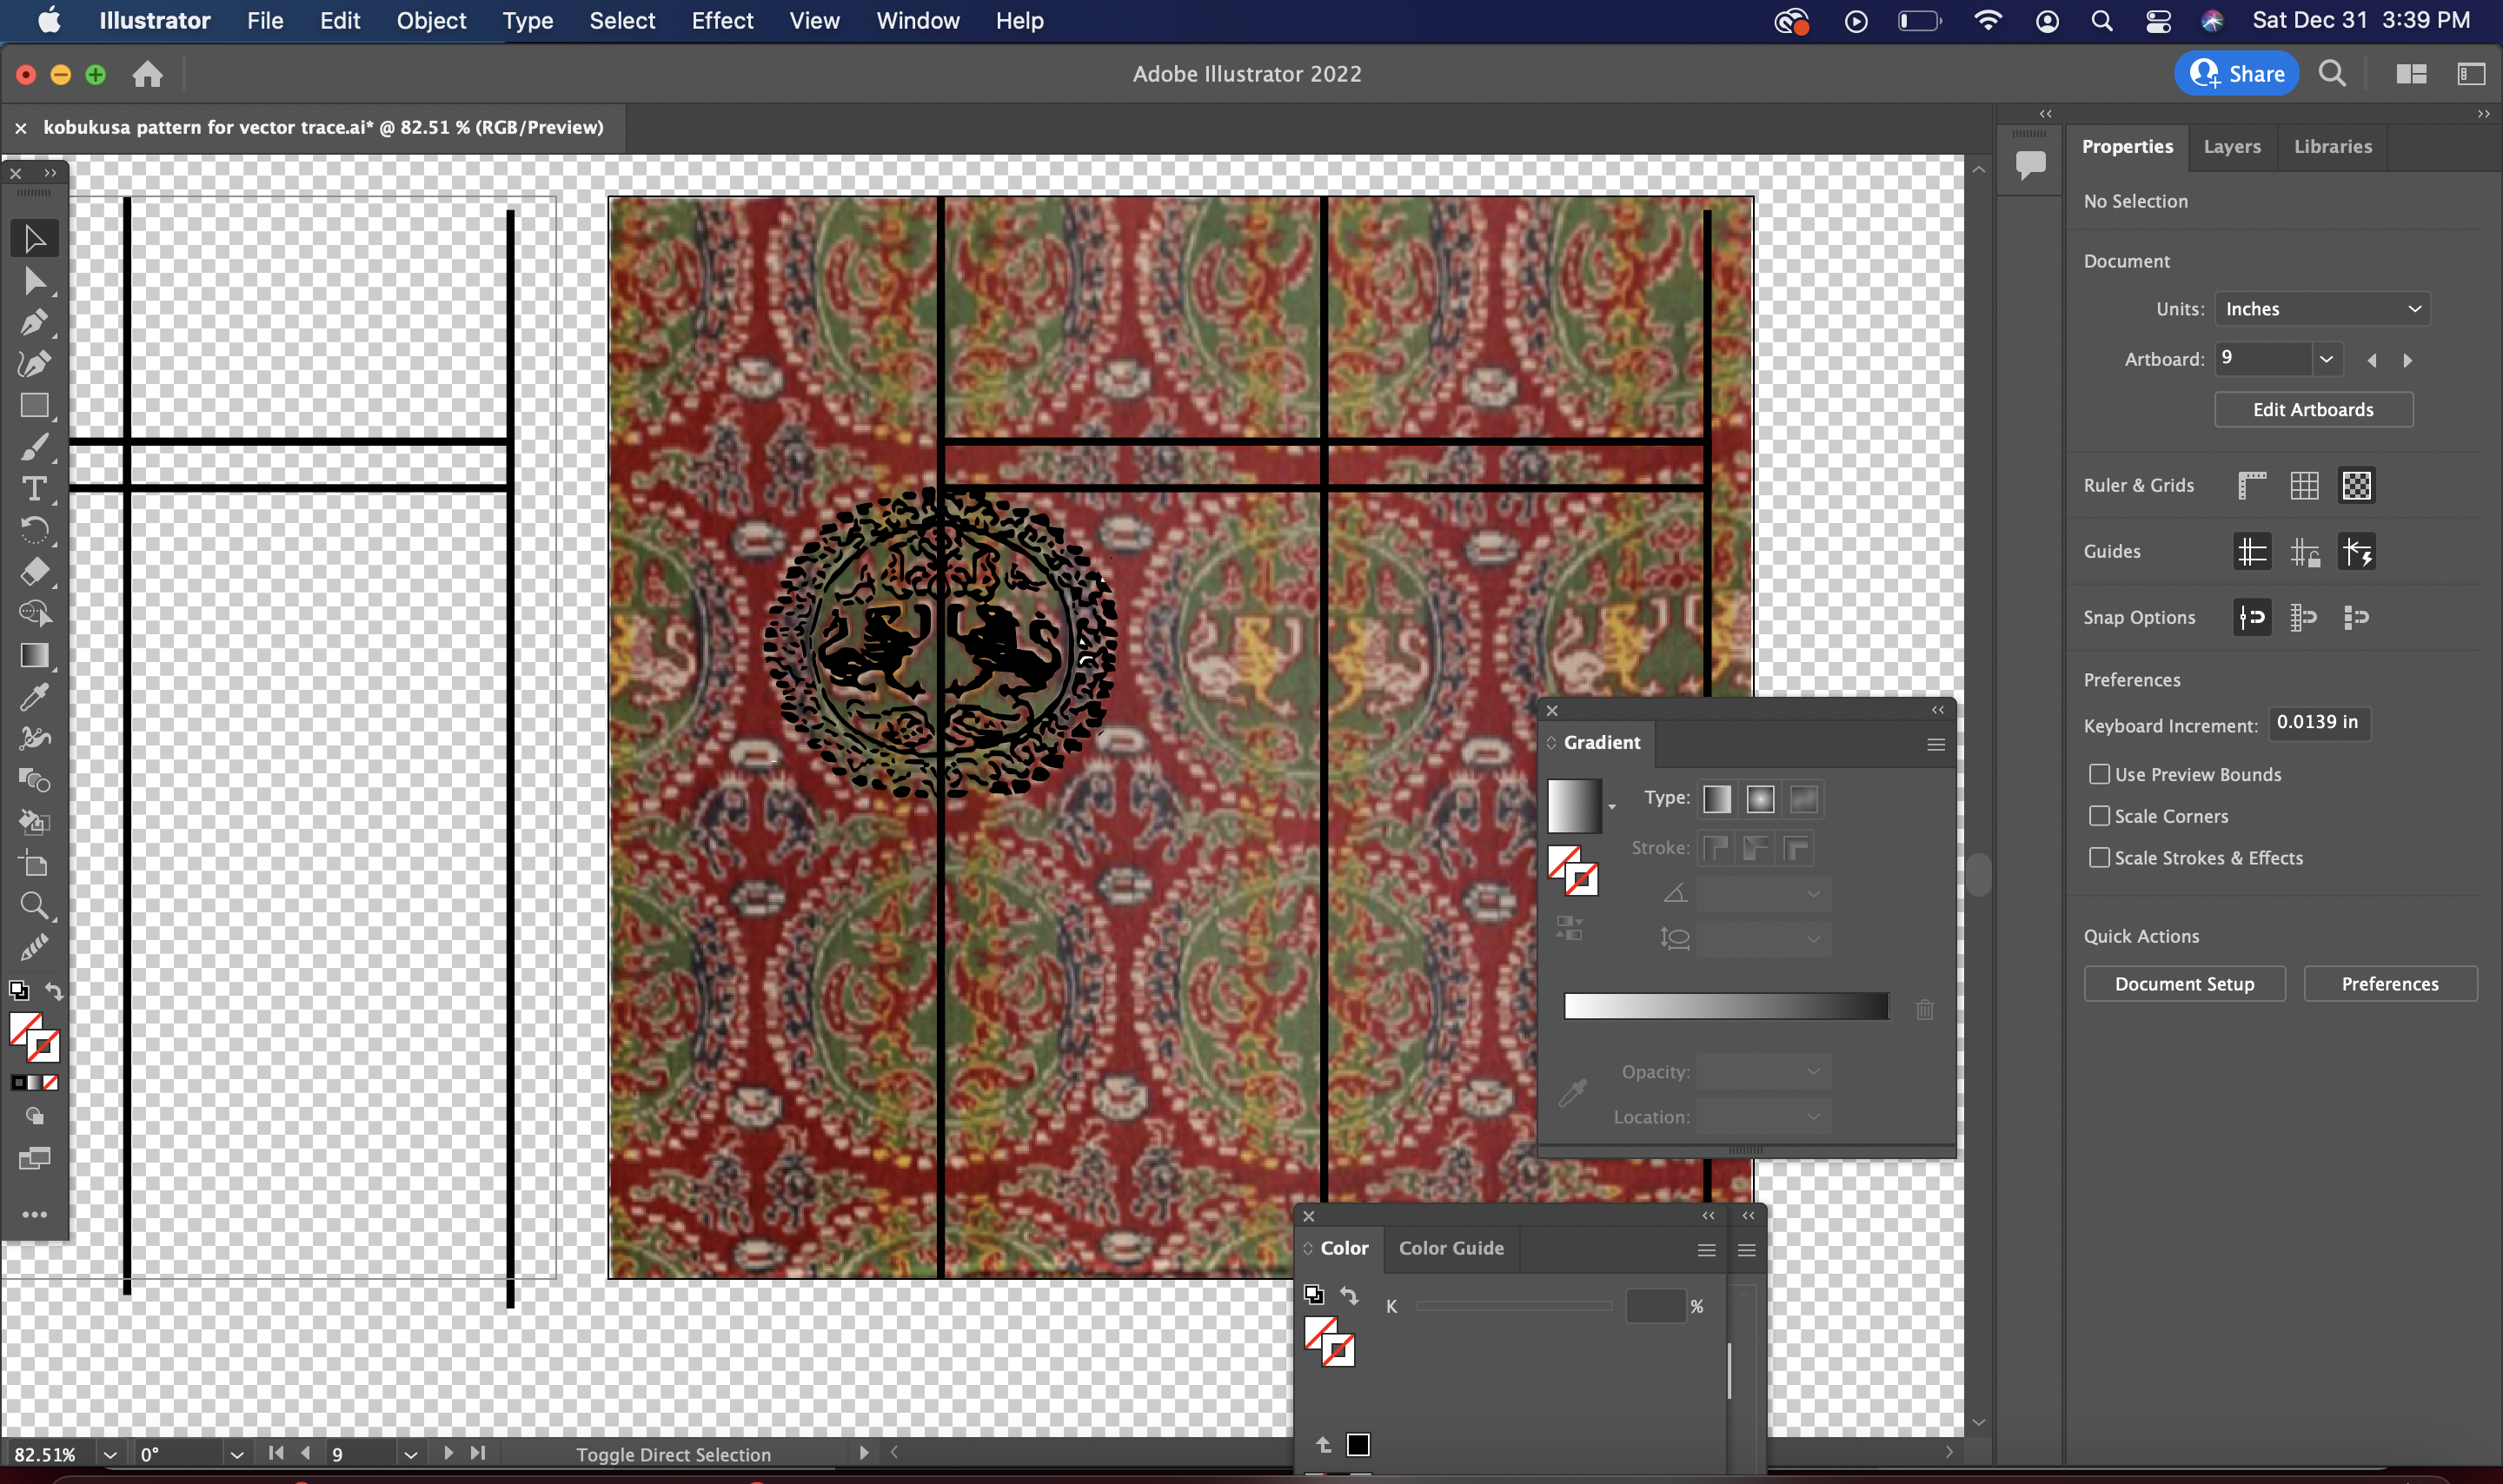 Illustrator File Edit Object Type Select Effect View Window Help Sat Dec 31 3:39 PM
Adobe Illustrator 2022 Share
kobukusa pattern for vector trace.ai* @ 82.51 % (RGB/Preview)
Properties Layers Libraries
No Selection
Document
Units: Inches
Artboard: 9
Edit Artboards
Ruler & Grids
Guides
Snap Options
Preferences
Keyboard Increment: 0.0139 in
Use Preview Bounds
Scale Corners
Scale Strokes & Effects
Quick Actions
Document Setup Preferences
Gradient
Type:
Stroke:
Opacity:
Location:
Color Color Guide
K %
82.51% 0° 9 Toggle Direct Selection